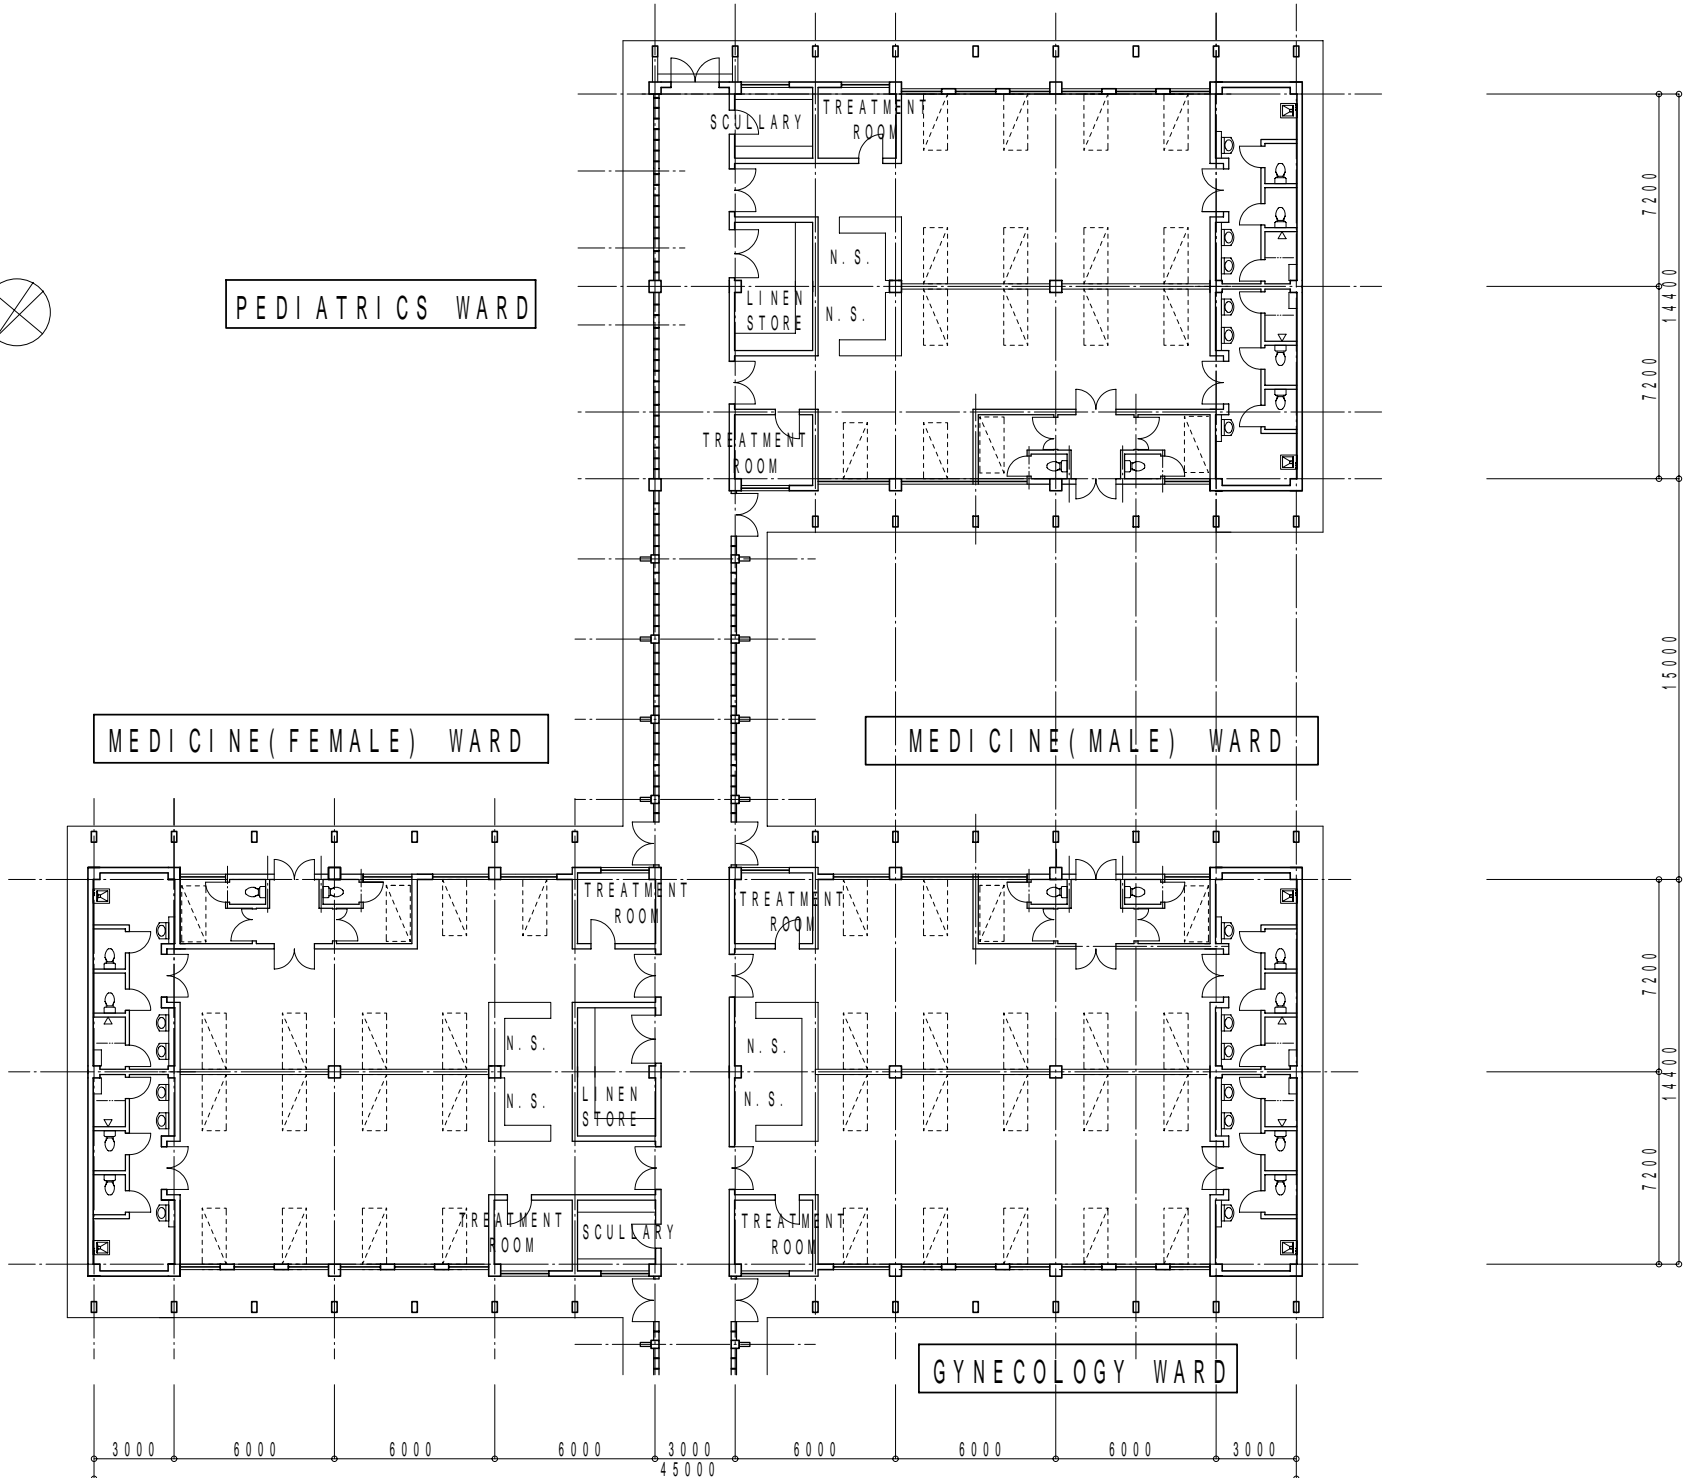 SCULLARY
TREATMENT
ROOM
N.S.
PEDIATRICS WARD
LINEN
STORE
N.S.
TREATMENT
ROOM
7200
14400
7200
15000
MEDICINE(FEMALE) WARD
MEDICINE(MALE) WARD
TREATMENT
ROOM
TREATMENT
ROOM
N.S.
N.S.
N.S.
LINEN
STORE
N.S.
TREATMENT
ROOM
SCULLARY
TREATMENT
ROOM
7200
14400
7200
GYNECOLOGY WARD
3000 6000 6000 6000 3000 6000 6000 6000 3000
45000